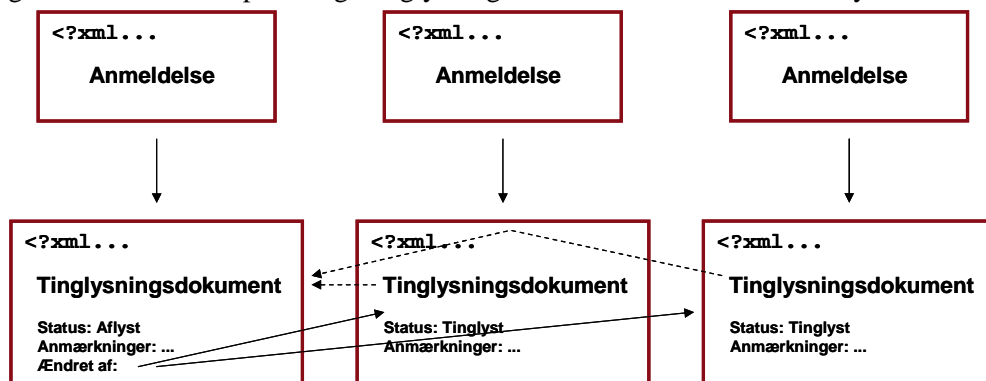 <?xml...
Anmeldelse
<?xml...
Anmeldelse
<?xml...
Anmeldelse
<?xml...
Tinglysningsdokument
Status: Aflyst
Anmærkninger: ...
Ændret af:
<?xml...
Tinglysningsdokument
Status: Tinglyst
Anmærkninger: ...
<?xml...
Tinglysningsdokument
Status: Tinglyst
Anmærkninger: ...